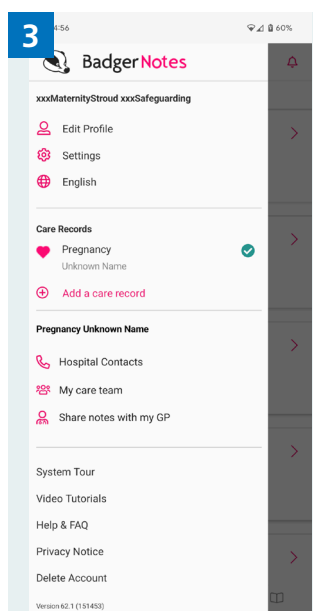 3
4:56 60%
BadgerNotes
xxxMaternityStroud xxxSafeguarding
Edit Profile
Settings
English
Care Records
Pregnancy
Unknown Name
Add a care record
Pregnancy Unknown Name
Hospital Contacts
My care team
Share notes with my GP
System Tour
Video Tutorials
Help & FAQ
Privacy Notice
Delete Account
Version 62.1 (151453)